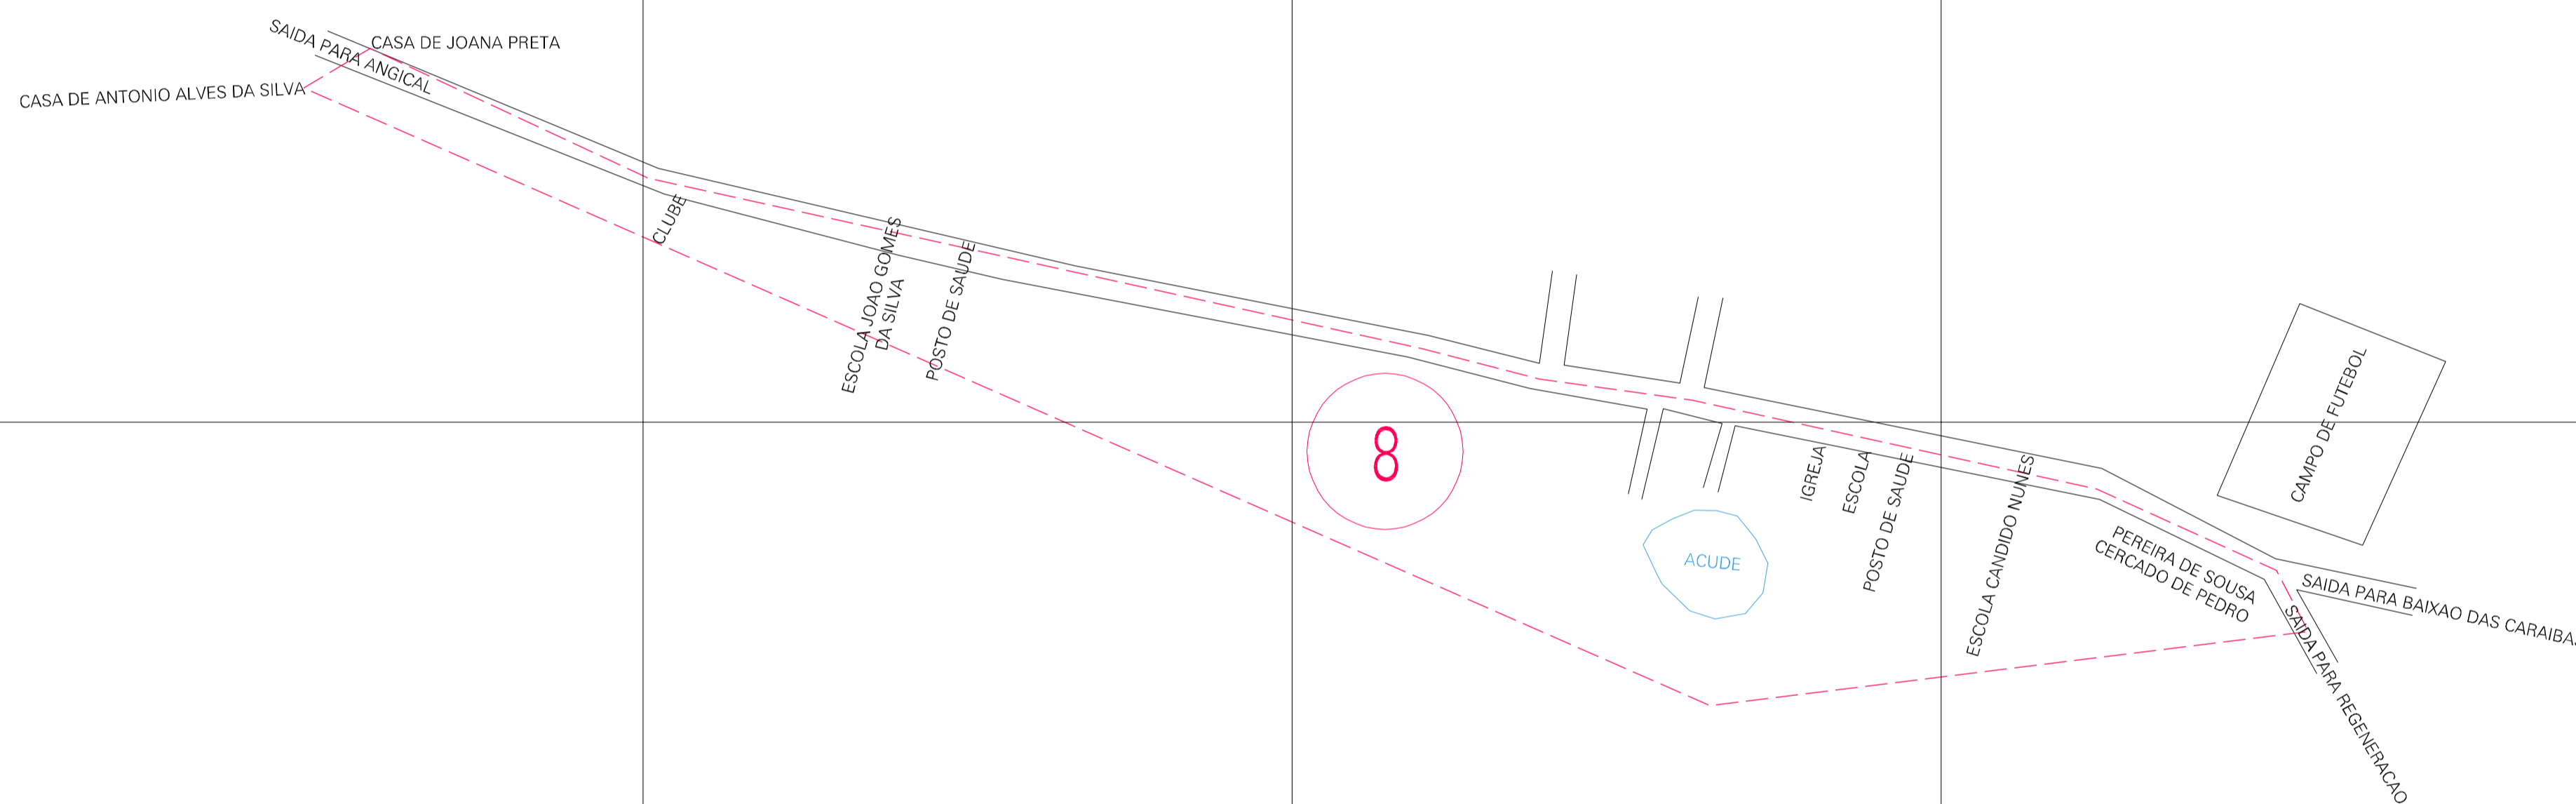 SAIDA PARA ANGICAL
CASA DE JOANA PRETA
CASA DE ANTONIO ALVES DA SILVA
CLUBE
ESCOLA JOAO GOMES
DA SILVA
POSTO DE SAUDE
8
ACUDE
IGREJA
ESCOLA
POSTO DE SAUDE
ESCOLA CANDIDO NUNES
CAMPO DE FUTEBOL
PEREIRA DE SOUSA
CERCADO DE PEDRO
SAIDA PARA BAIXAO DAS CARAIBAS
SAIDA PARA REGENERACAO